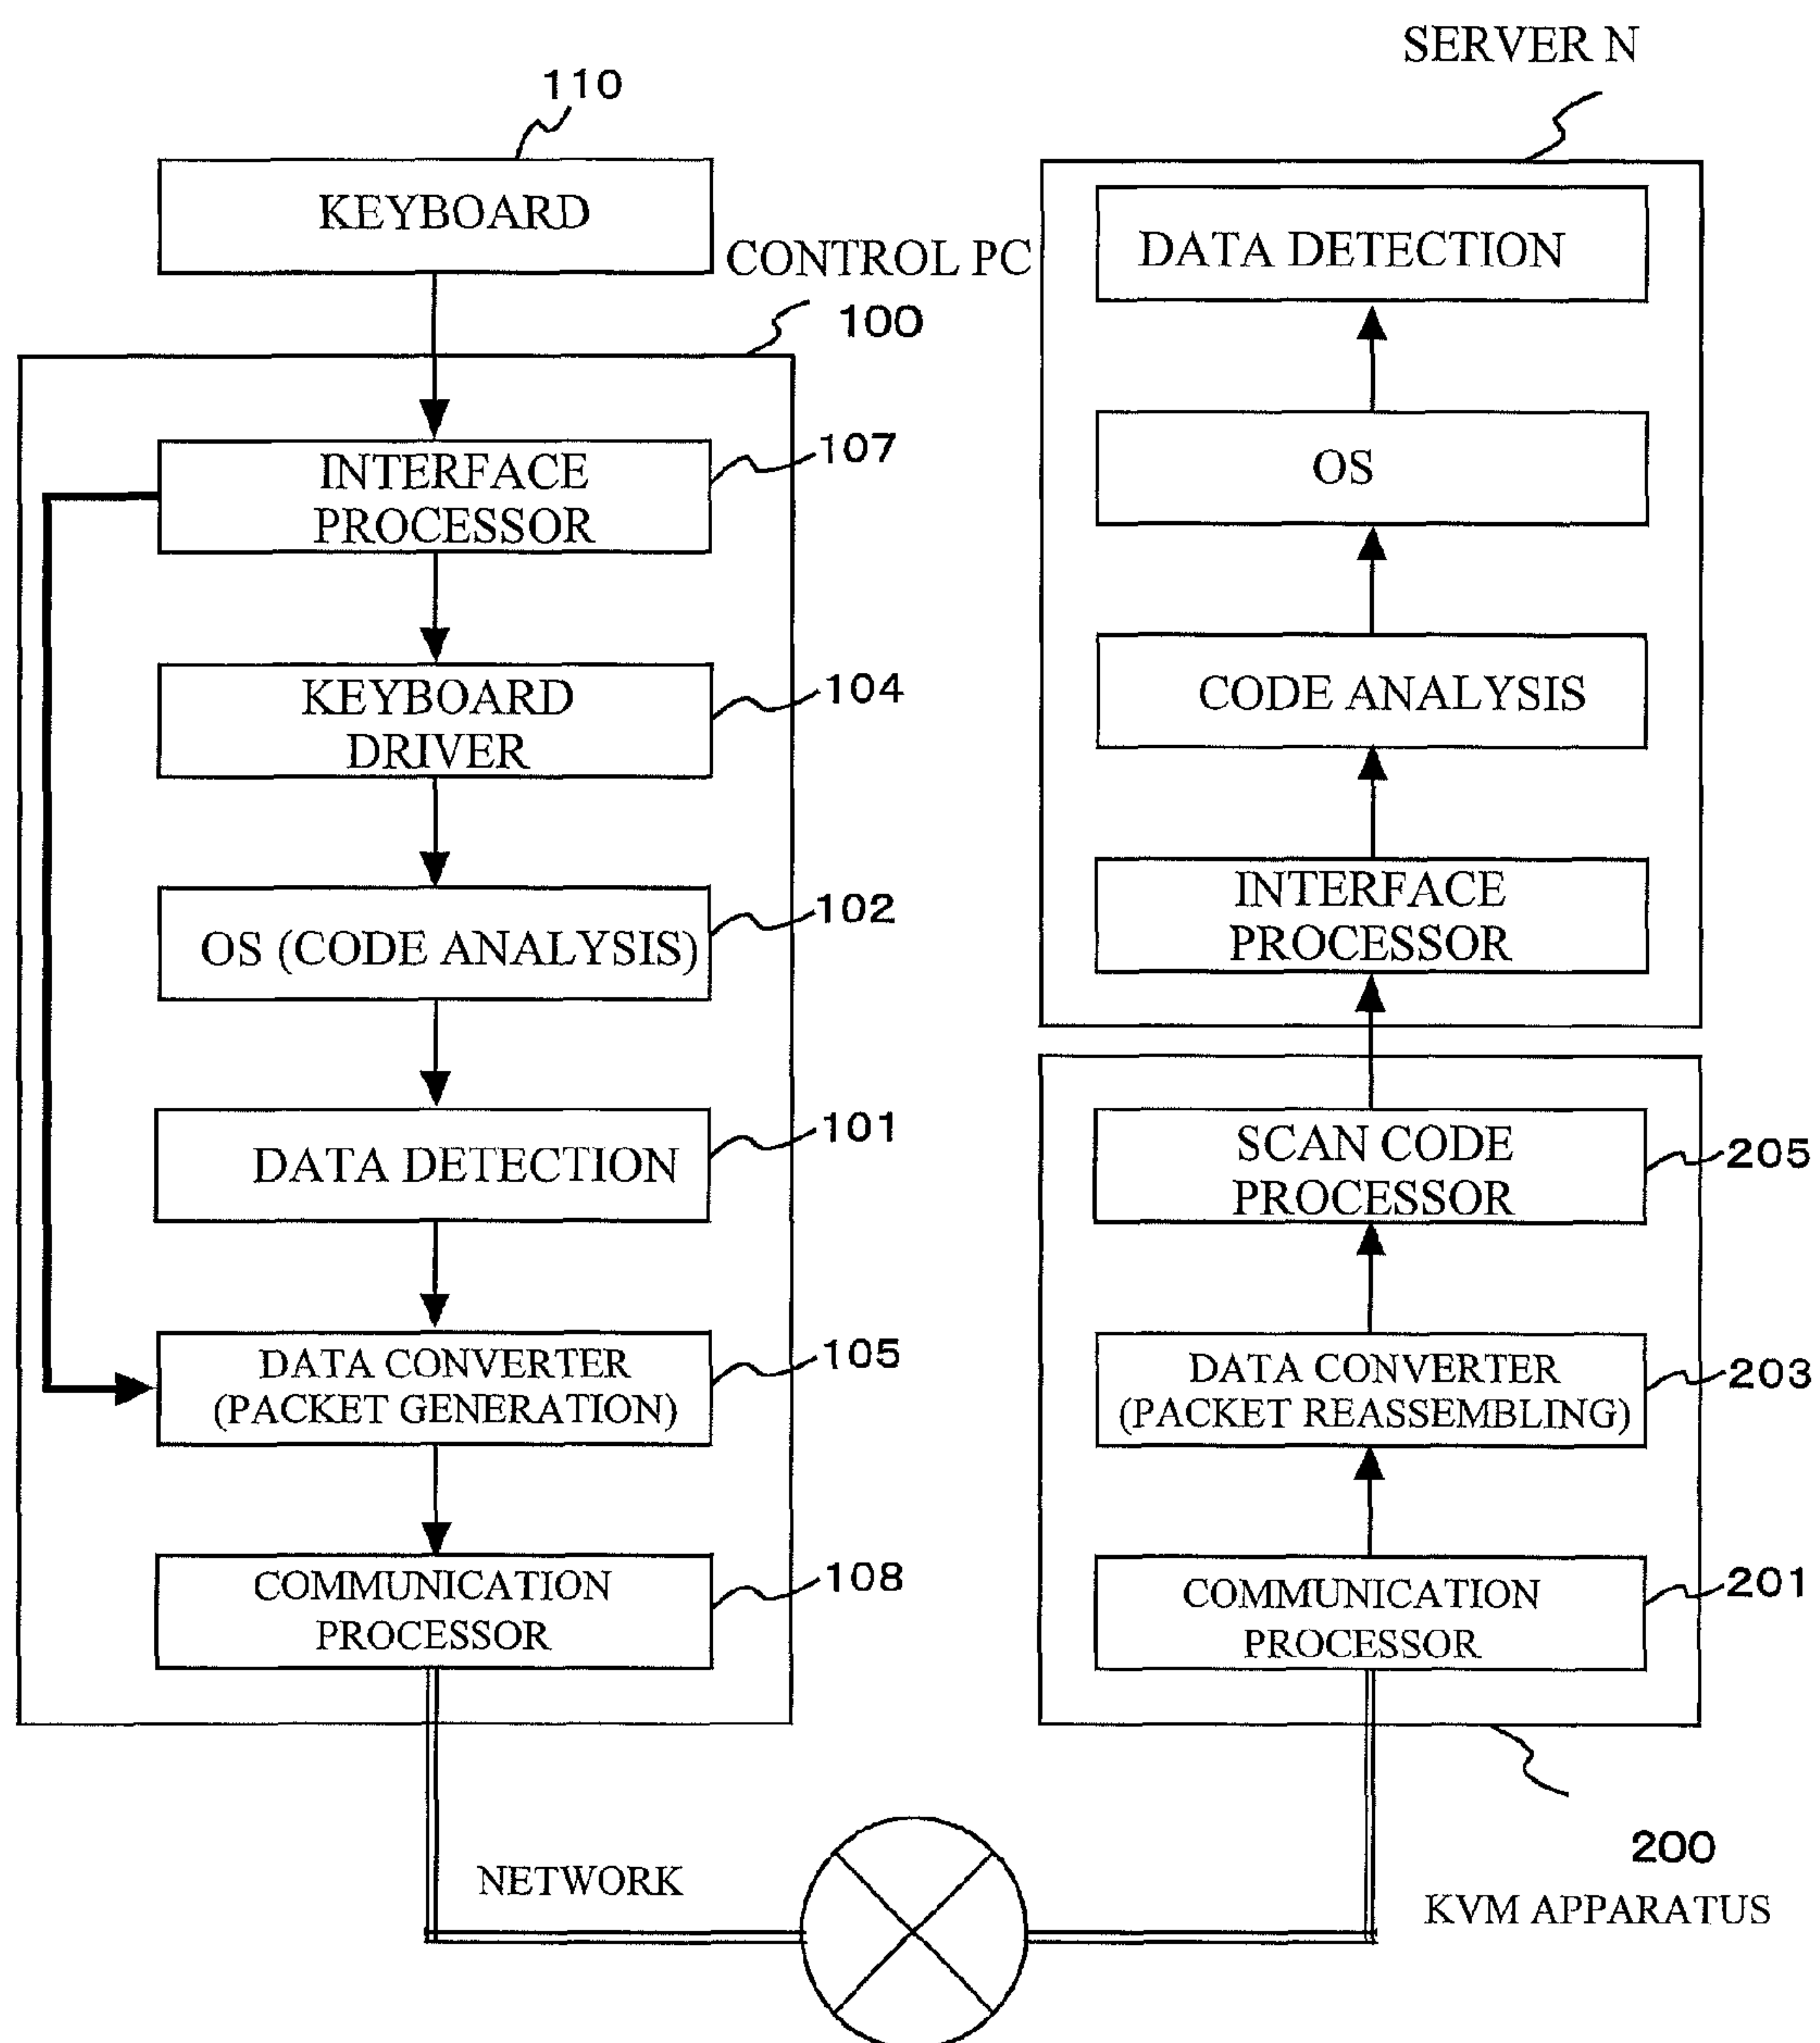 110
KEYBOARD
CONTROL PC
100
INTERFACE
PROCESSOR
107
KEYBOARD
DRIVER
104
OS (CODE ANALYSIS)
102
DATA DETECTION
101
DATA CONVERTER
(PACKET GENERATION)
105
COMMUNICATION
PROCESSOR
108
NETWORK
SERVER N
DATA DETECTION
OS
CODE ANALYSIS
INTERFACE
PROCESSOR
SCAN CODE
PROCESSOR
205
DATA CONVERTER
(PACKET REASSEMBLING)
203
COMMUNICATION
PROCESSOR
201
200
KVM APPARATUS